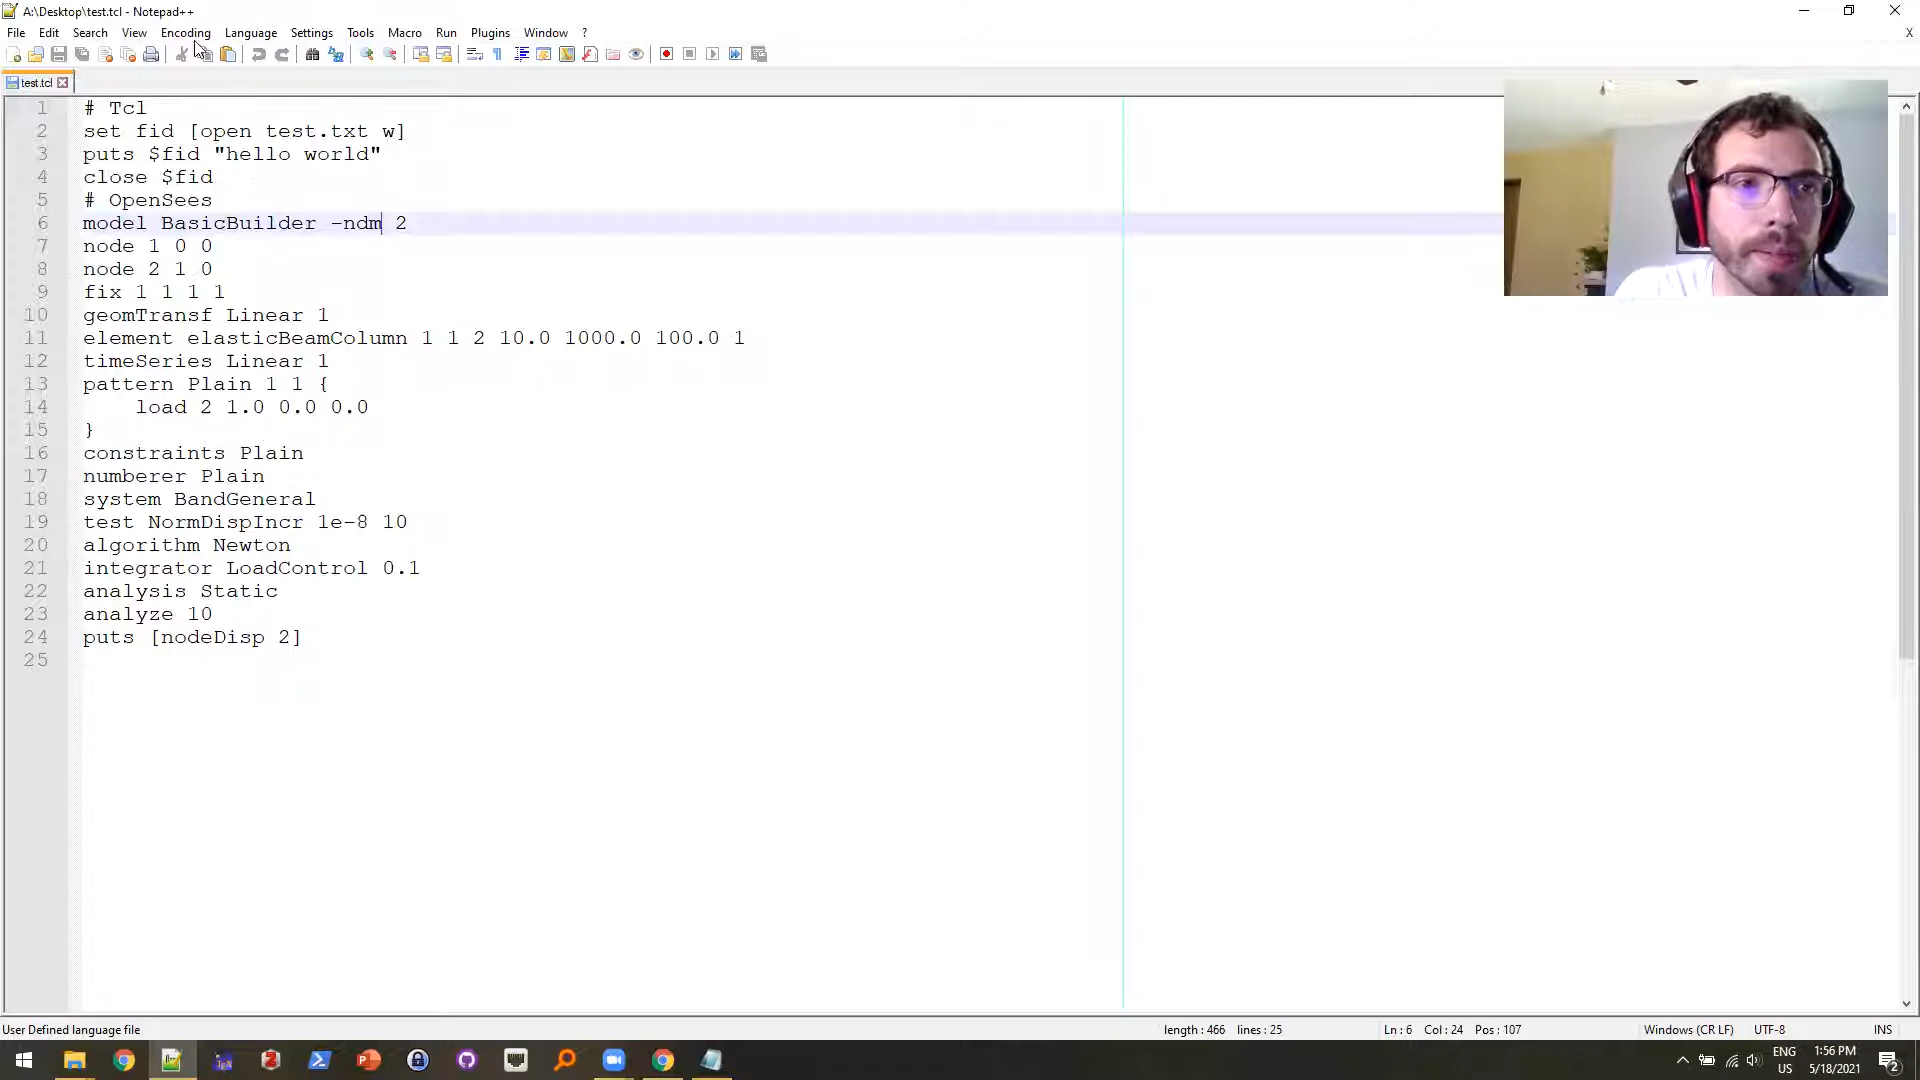 A:\Desktop\test.tcl - Notepad++
File Edit Search View Encoding Language Settings Tools Macro Run Plugins Window ? X
test.tcl
1 # Tcl
2 set fid [open test.txt w]
3 puts $fid "hello world"
4 close $fid
5 # OpenSees
6 model BasicBuilder -ndm 2
7 node 1 0 0
8 node 2 1 0
9 fix 1 1 1 1
10 geomTransf Linear 1
11 element elasticBeamColumn 1 1 2 10.0 1000.0 100.0 1
12 timeSeries Linear 1
13 pattern Plain 1 1 {
14 load 2 1.0 0.0 0.0
15 }
16 constraints Plain
17 numberer Plain
18 system BandGeneral
19 test NormDispIncr 1e-8 10
20 algorithm Newton
21 integrator LoadControl 0.1
22 analysis Static
23 analyze 10
24 puts [nodeDisp 2]
25
User Defined language file length : 466 lines : 25 Ln : 6 Col : 24 Pos : 107 Windows (CR LF) UTF-8 INS
ENG 1:56 PM
US 5/18/2021 2